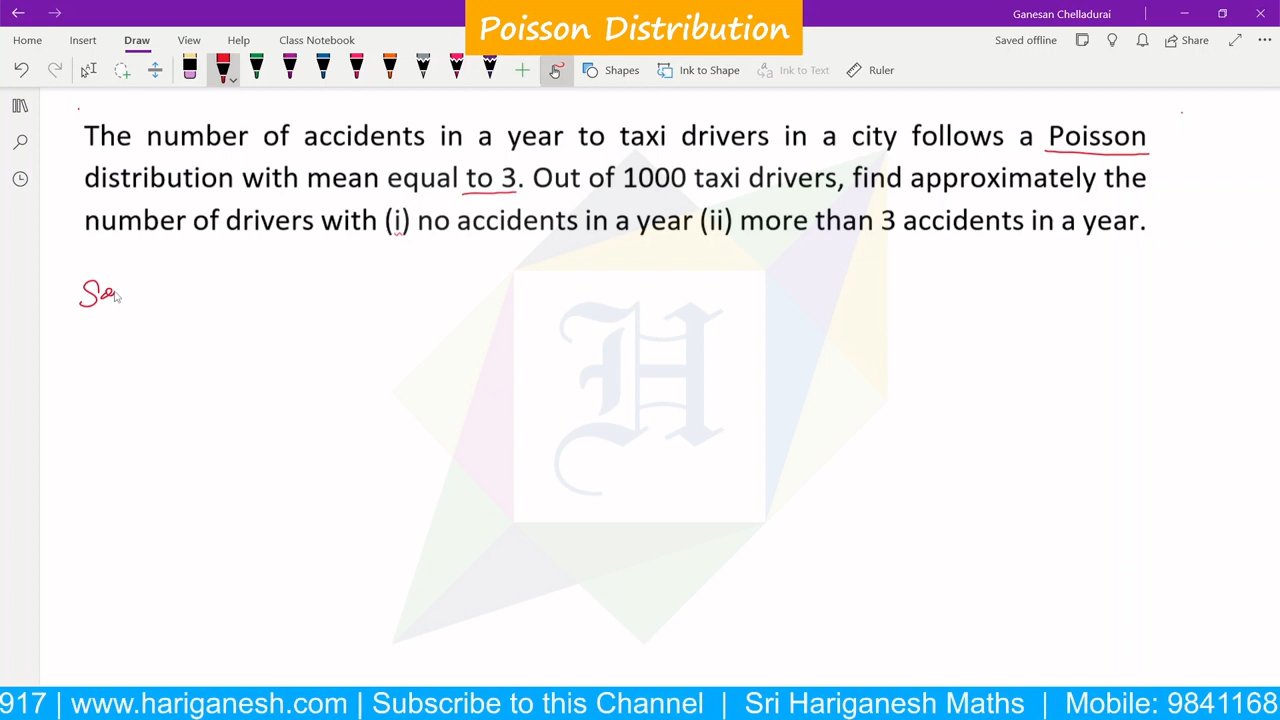 Poisson Distribution
Ganesan Chelladurai
Home Insert Draw View Help Class Notebook
Saved offline Share
Shapes Ink to Shape Ink to Text Ruler
The number of accidents in a year to taxi drivers in a city follows a Poisson
distribution with mean equal to 3. Out of 1000 taxi drivers, find approximately the
number of drivers with (i) no accidents in a year (ii) more than 3 accidents in a year.
H
917 | www.hariganesh.com | Subscribe to this Channel | Sri Hariganesh Maths | Mobile: 9841168